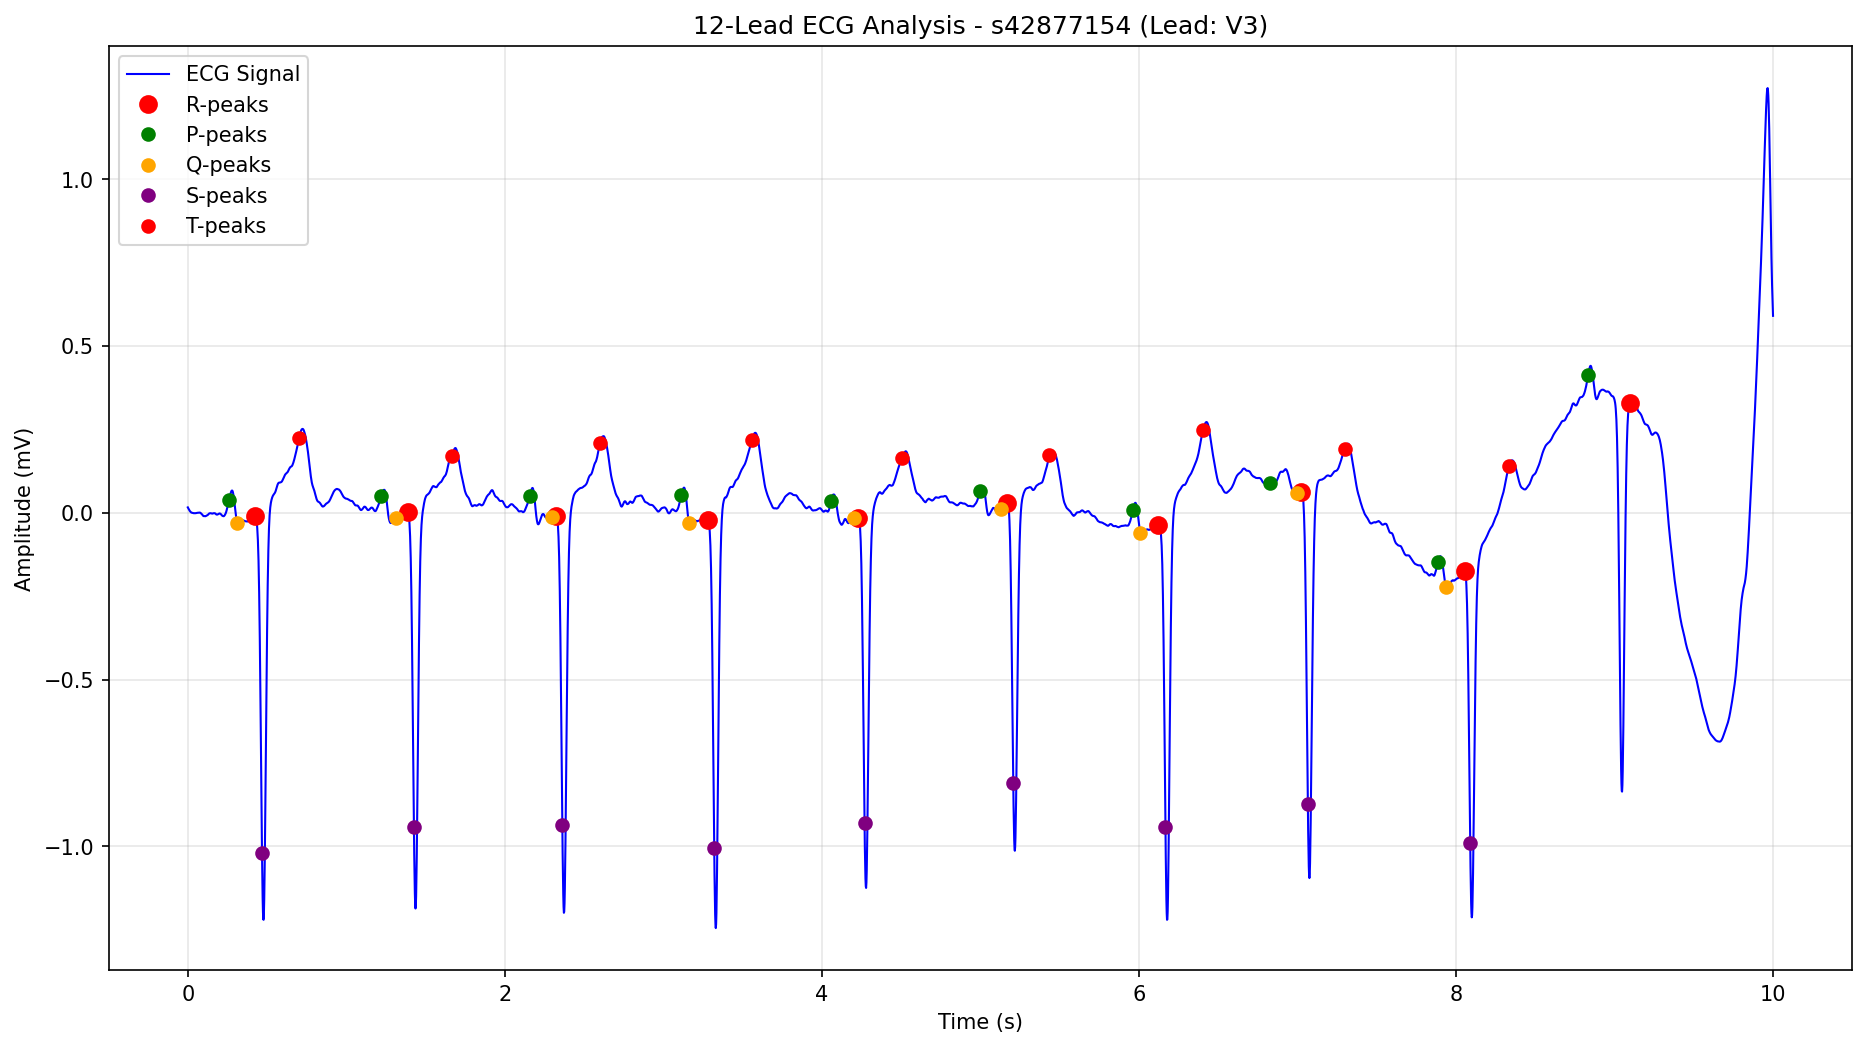 12-Lead ECG Analysis - s42877154 (Lead: V3)
ECG Signal
R-peaks
P-peaks
Q-peaks
S-peaks
T-peaks
Amplitude (mV)
1.0
0.5
0.0
−0.5
−1.0
0 2 4 6 8 10
Time (s)